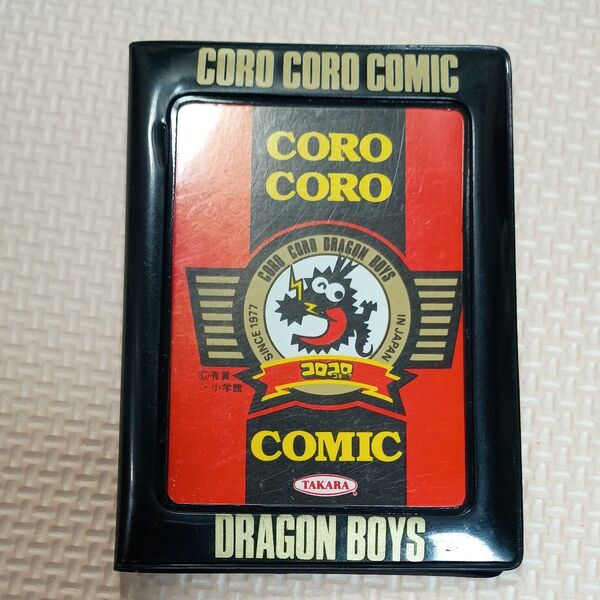 CORO CORO COMIC
CORO
CORO
CORO CORO DRAGON BOYS
SINCE 1977
IN JAPAN
コロコロ
©有賀
・小学館
COMIC
TAKARA
DRAGON BOYS